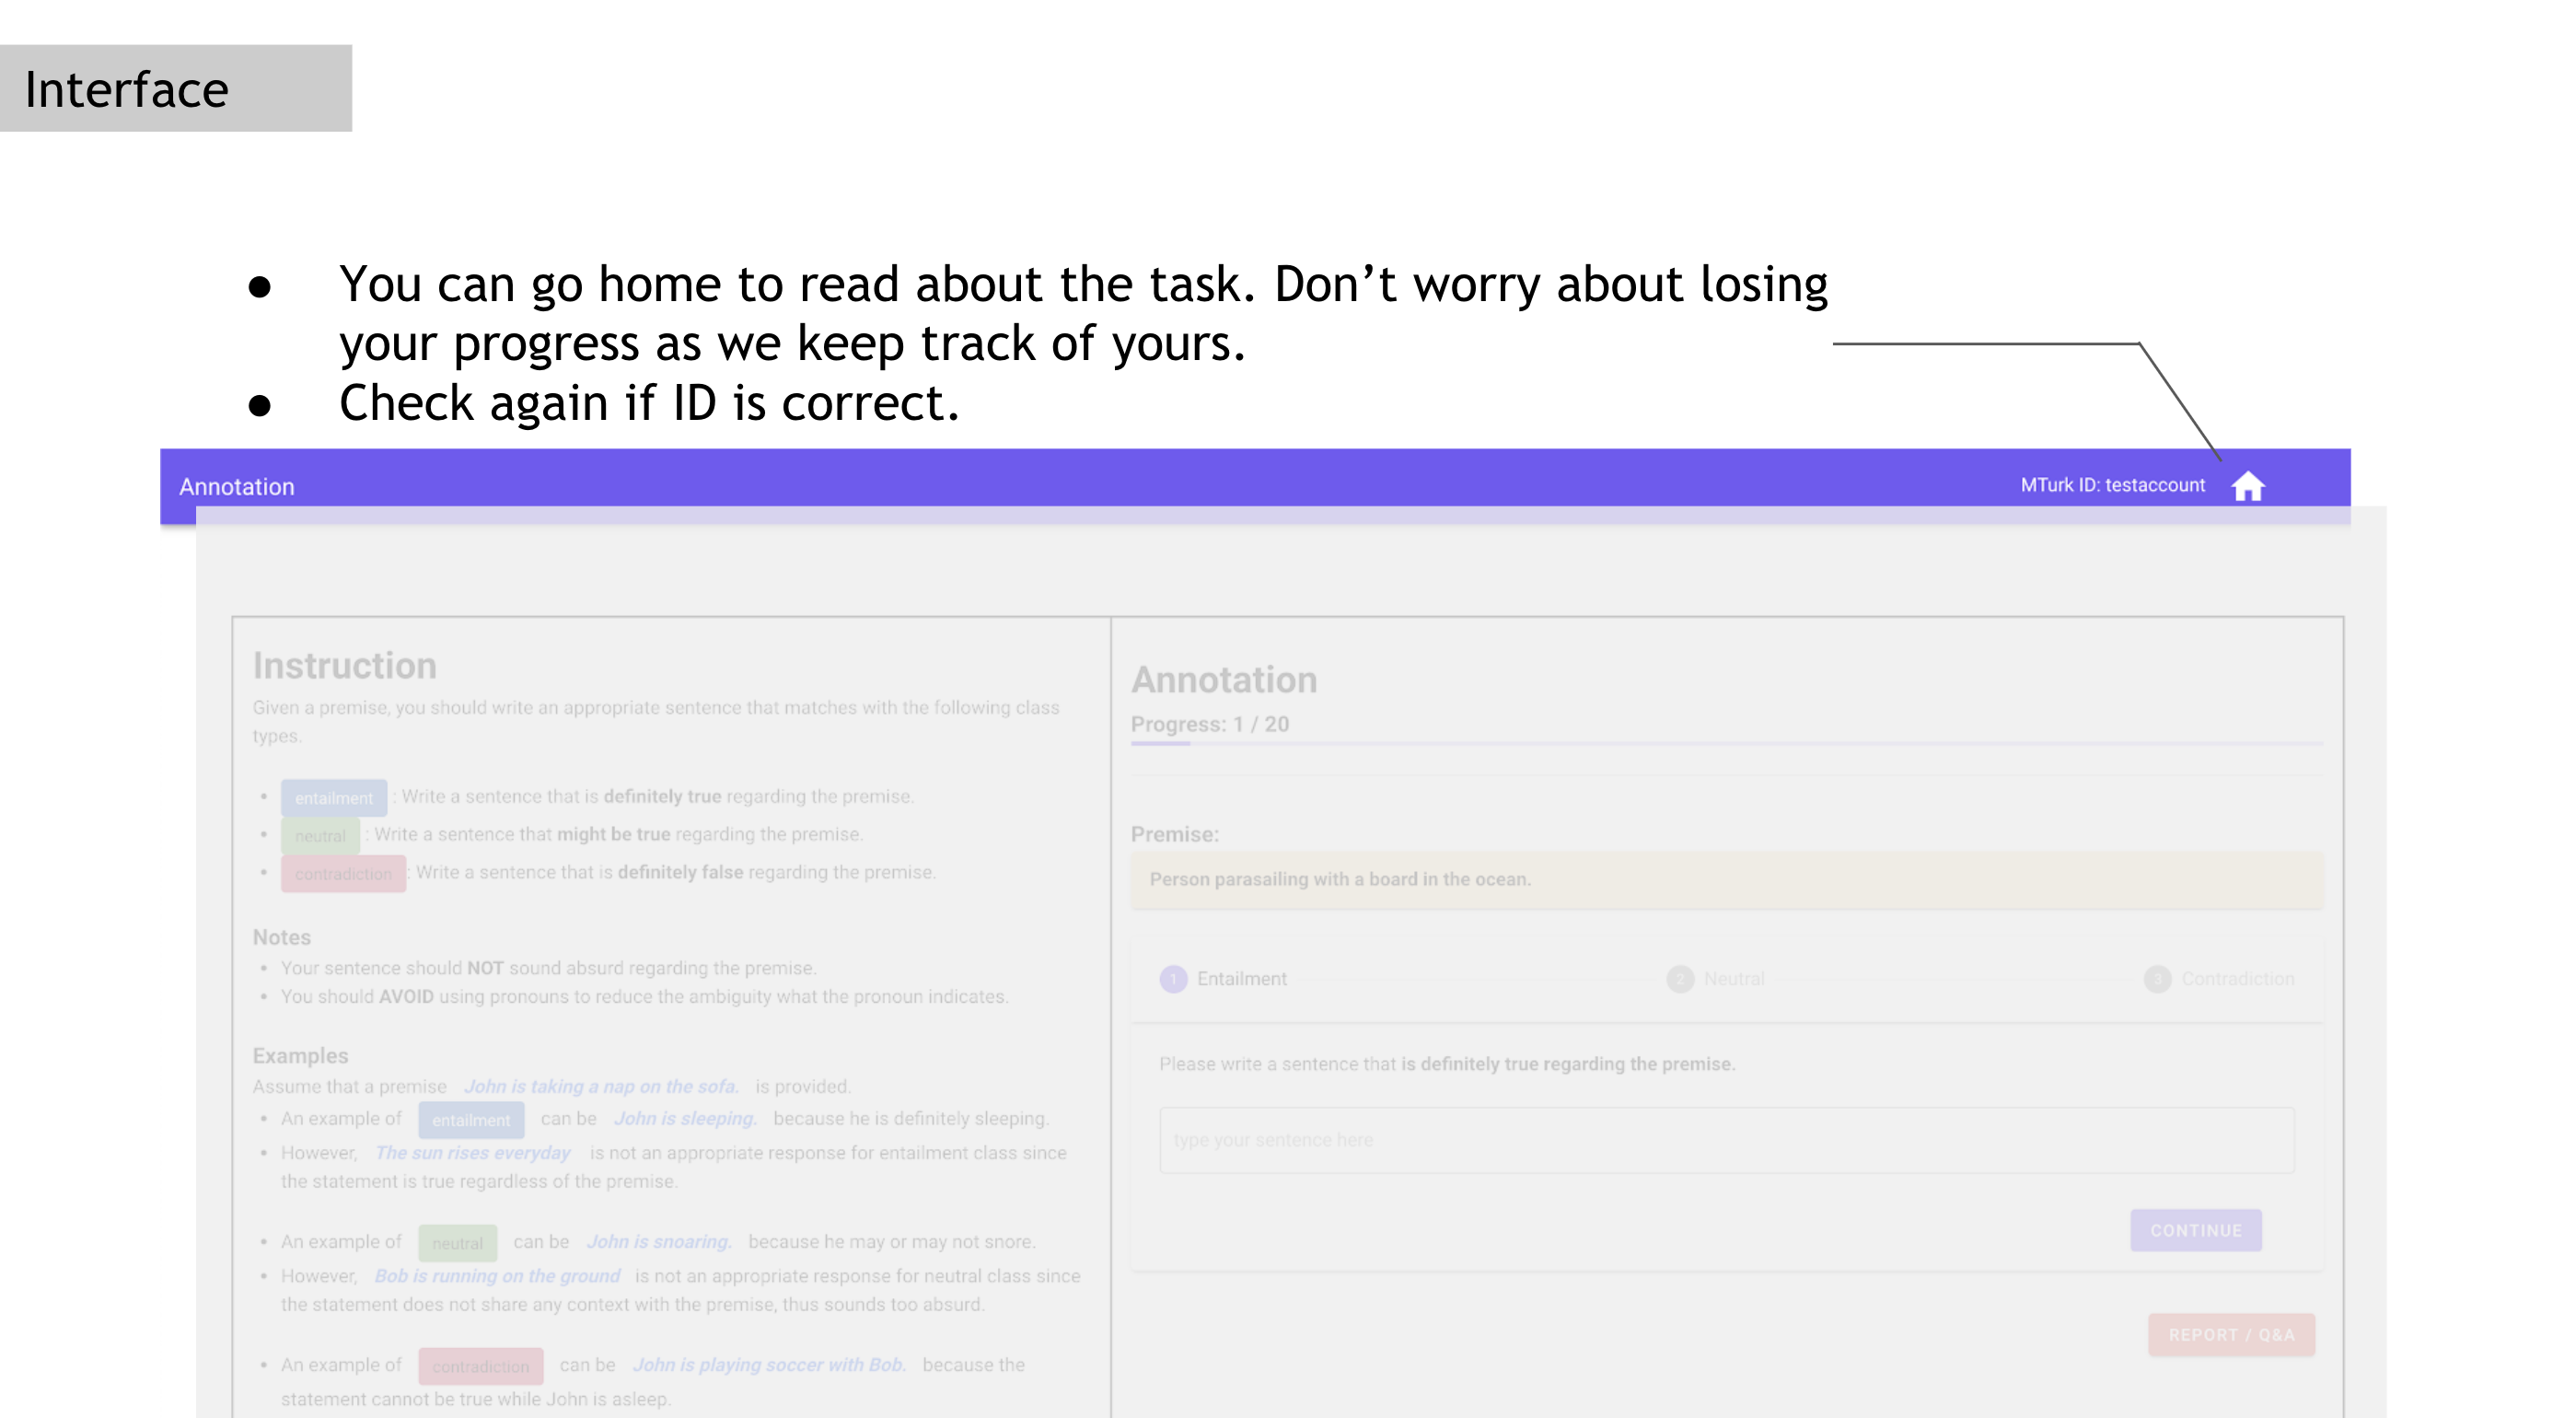 Interface
● You can go home to read about the task. Don’t worry about losing
your progress as we keep track of yours.
● Check again if ID is correct.
Annotation
MTurk ID: testaccount
Instruction
Given a premise, you should write an appropriate sentence that matches with the following class
types.
• entailment : Write a sentence that is definitely true regarding the premise.
• neutral : Write a sentence that might be true regarding the premise.
• contradiction : Write a sentence that is definitely false regarding the premise.
Notes
• Your sentence should NOT sound absurd regarding the premise.
• You should AVOID using pronouns to reduce the ambiguity what the pronoun indicates.
Examples
Assume that a premise John is taking a nap on the sofa. is provided.
• An example of entailment can be John is sleeping. because he is definitely sleeping.
• However, The sun rises everyday is not an appropriate response for entailment class since
the statement is true regardless of the premise.
• An example of neutral can be John is snoaring. because he may or may not snore.
• However, Bob is running on the ground is not an appropriate response for neutral class since
the statement does not share any context with the premise, thus sounds too absurd.
• An example of contradiction can be John is playing soccer with Bob. because the
statement cannot be true while John is asleep.
Annotation
Progress: 1 / 20
Premise:
Person parasailing with a board in the ocean.
1 Entailment
2 Neutral
3 Contradiction
Please write a sentence that is definitely true regarding the premise.
type your sentence here
CONTINUE
REPORT / Q&A